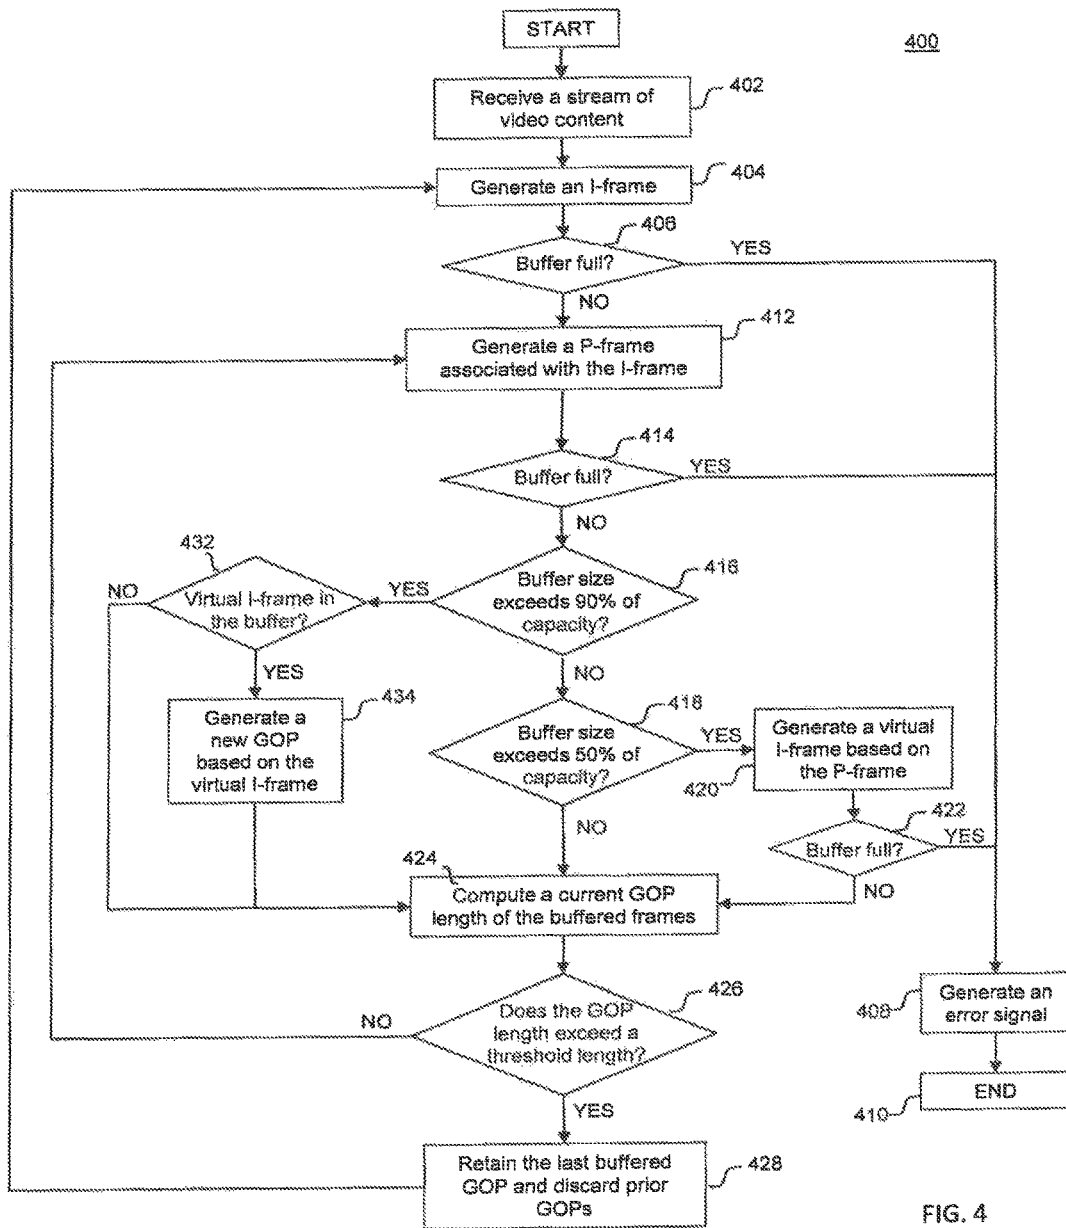 START
400
Receive a stream of
video content
402
Generate an I-frame
404
406
Buffer full?
YES
NO
412
Generate a P-frame
associated with the I-frame
414
Buffer full?
YES
NO
432
416
NO
Virtual I-frame in
the buffer?
YES
Buffer size
exceeds 90% of
capacity?
YES
NO
434
Generate a
new GOP
based on the
virtual I-frame
418
Buffer size
exceeds 50% of
capacity?
YES
Generate a virtual
I-frame based on
the P-frame
420
NO
422
Buffer full?
YES
NO
424
Compute a current GOP
length of the buffered frames
426
NO
Does the GOP
length exceed a
threshold length?
408
Generate an
error signal
YES
410
END
Retain the last buffered
GOP and discard prior
GOPs
428
FIG. 4